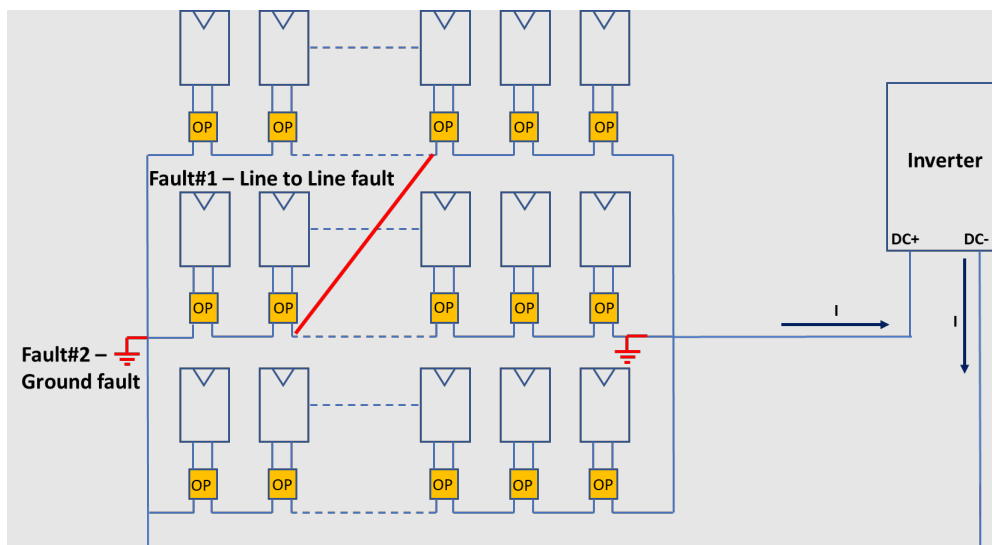 OP OP OP OP OP
Fault#1 – Line to Line fault
Inverter
DC+ DC-
OP OP OP OP OP
I
I
Fault#2 –
Ground fault
OP OP OP OP OP